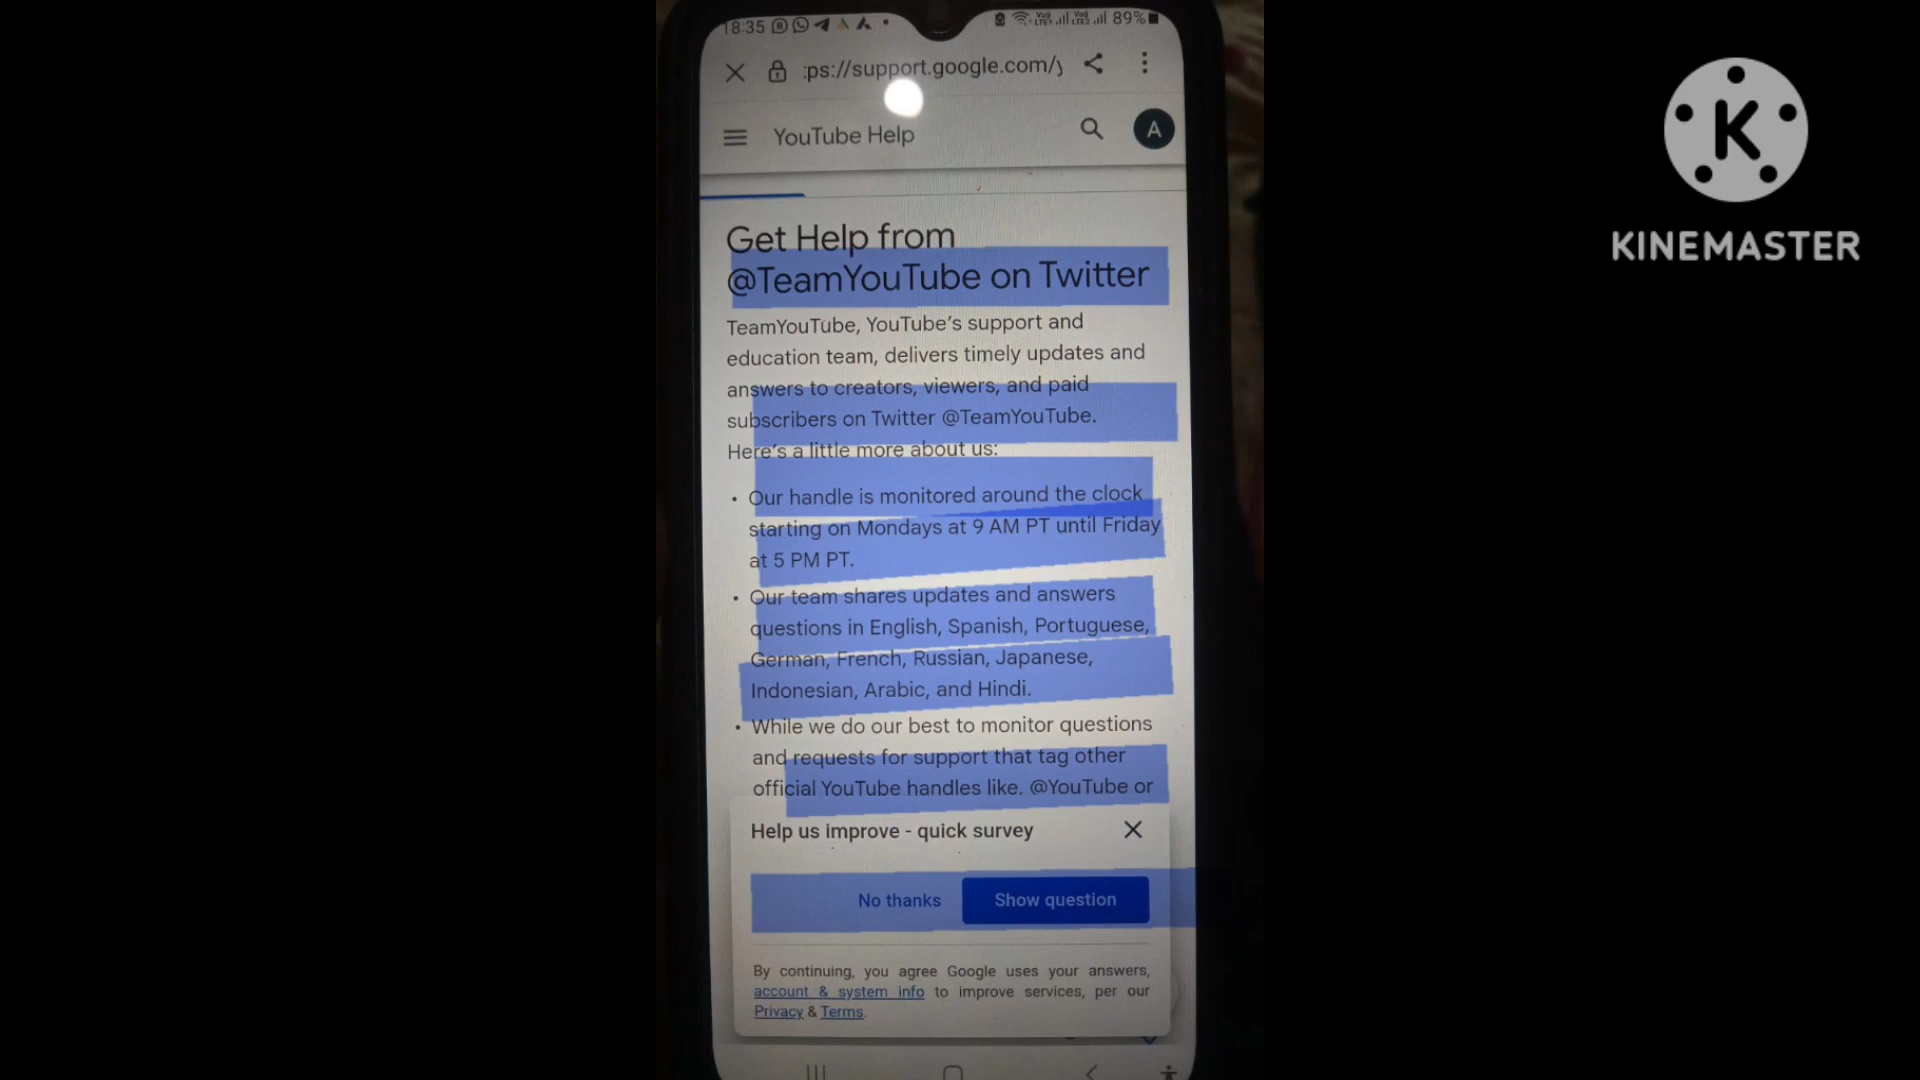 18:35
89%
ps://support.google.com/y
YouTube Help
A
K
KINEMASTER
Get Help from
@TeamYouTube on Twitter
TeamYouTube, YouTube’s support and
education team, delivers timely updates and
answers to creators, viewers, and paid
subscribers on Twitter @TeamYouTube.
Here’s a little more about us:
• Our handle is monitored around the clock
starting on Mondays at 9 AM PT until Friday
at 5 PM PT.
• Our team shares updates and answers
questions in English, Spanish, Portuguese,
German, French, Russian, Japanese,
Indonesian, Arabic, and Hindi.
• While we do our best to monitor questions
and requests for support that tag other
official YouTube handles like. @YouTube or
Help us improve - quick survey
No thanks
Show question
By continuing, you agree Google uses your answers,
account & system info to improve services, per our
Privacy & Terms.